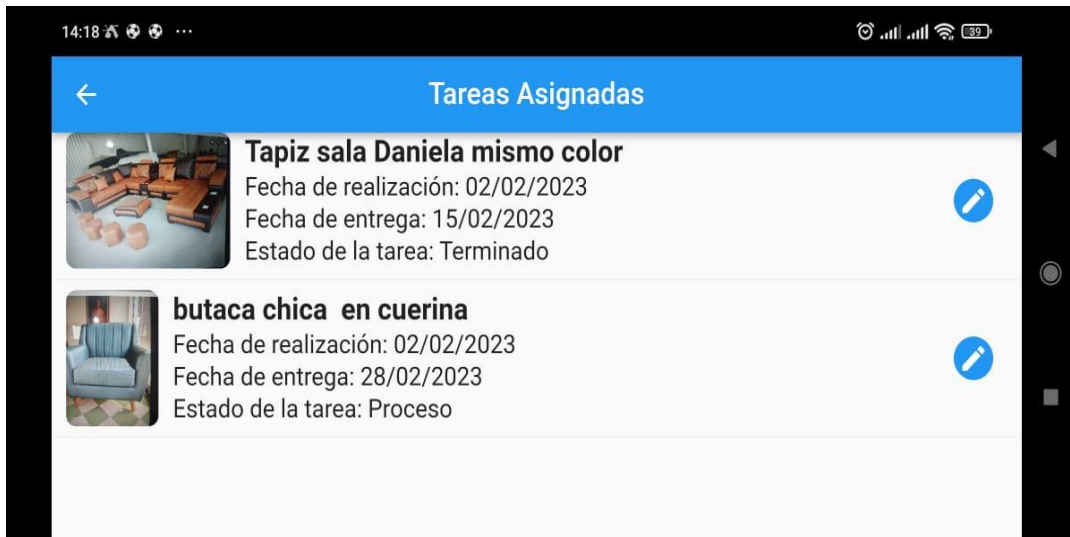 14:18
39
Tareas Asignadas
Tapiz sala Daniela mismo color
Fecha de realización: 02/02/2023
Fecha de entrega: 15/02/2023
Estado de la tarea: Terminado
butaca chica  en cuerina
Fecha de realización: 02/02/2023
Fecha de entrega: 28/02/2023
Estado de la tarea: Proceso